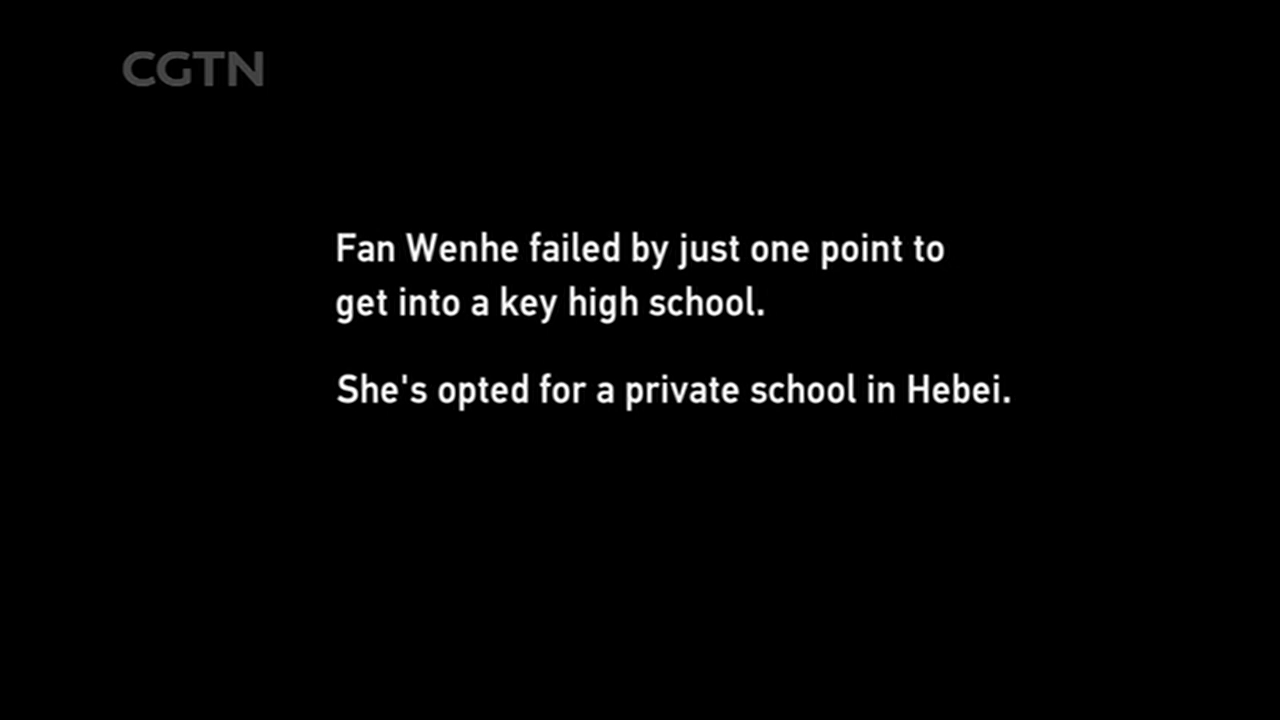 CGTN
Fan Wenhe failed by just one point to
get into a key high school.
She's opted for a private school in Hebei.